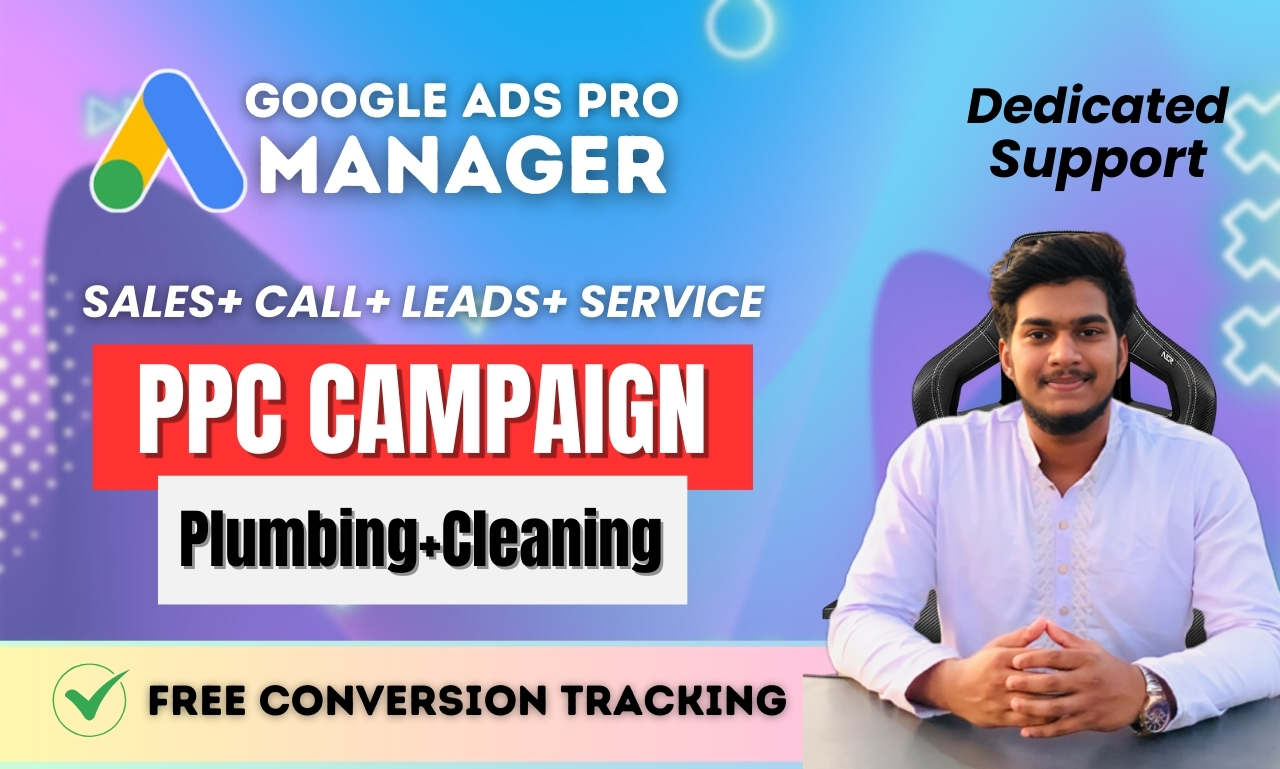 GOOGLE ADS PRO
MANAGER
Dedicated
Support
SALES+ CALL+ LEADS+ SERVICE
PPC CAMPAIGN
Plumbing+Cleaning
FREE CONVERSION TRACKING